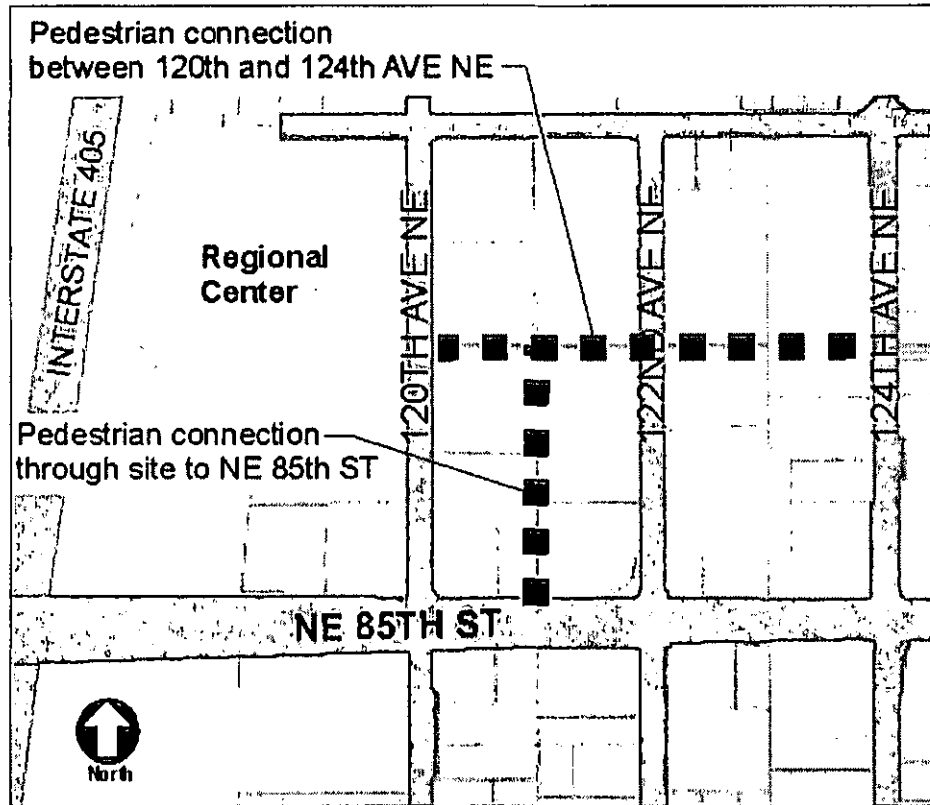 Pedestrian connection
between 120th and 124th AVE NE
INTERSTATE 405
Regional
Center
120TH AVE NE
122ND AVE NE
124TH AVE NE
Pedestrian connection
through site to NE 85th ST
NE 85TH ST
North